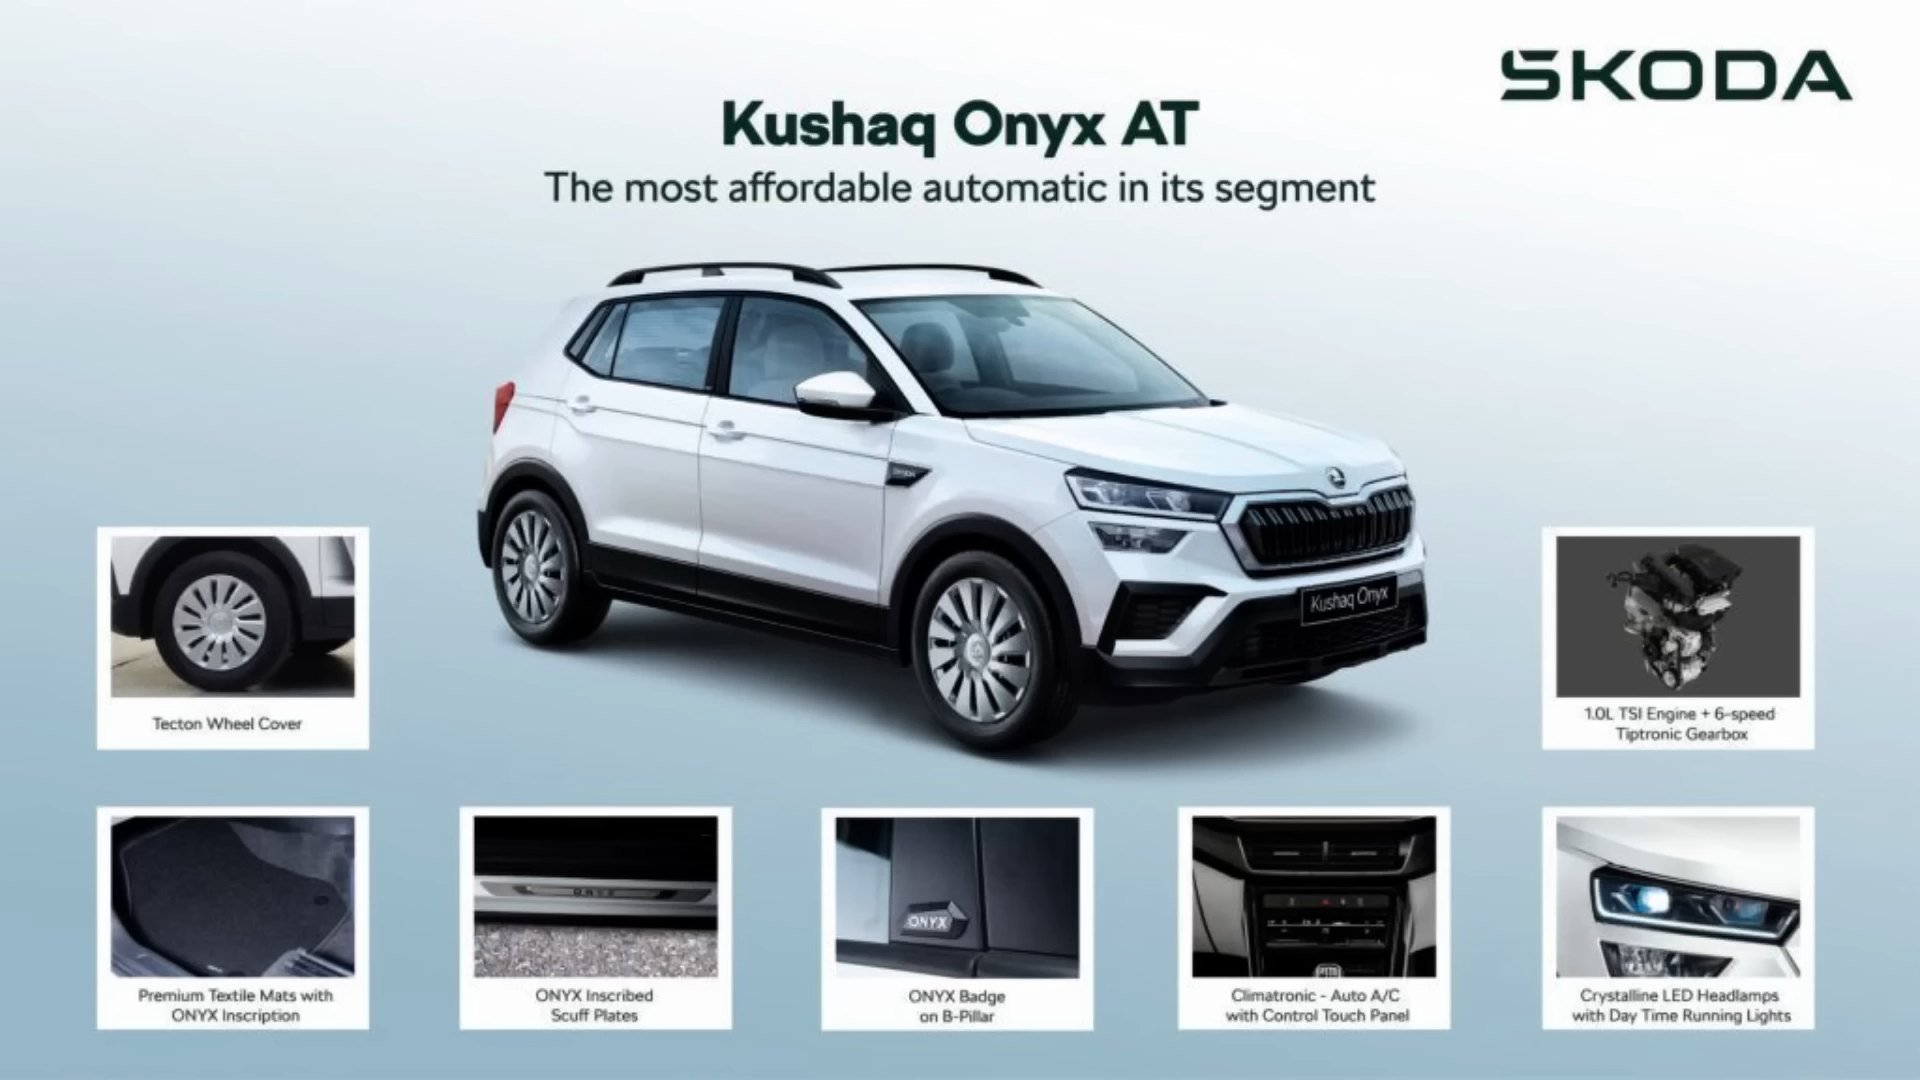 SKODA
Kushaq Onyx AT
The most affordable automatic in its segment
Kushaq Onyx
Tecton Wheel Cover
1.0L TSI Engine + 6-speed
Tiptronic Gearbox
ONYX
ONYX
Premium Textile Mats with
ONYX Inscription
ONYX Inscribed
Scuff Plates
ONYX Badge
on B-Pillar
Climatronic - Auto A/C
with Control Touch Panel
Crystalline LED Headlamps
with Day Time Running Lights